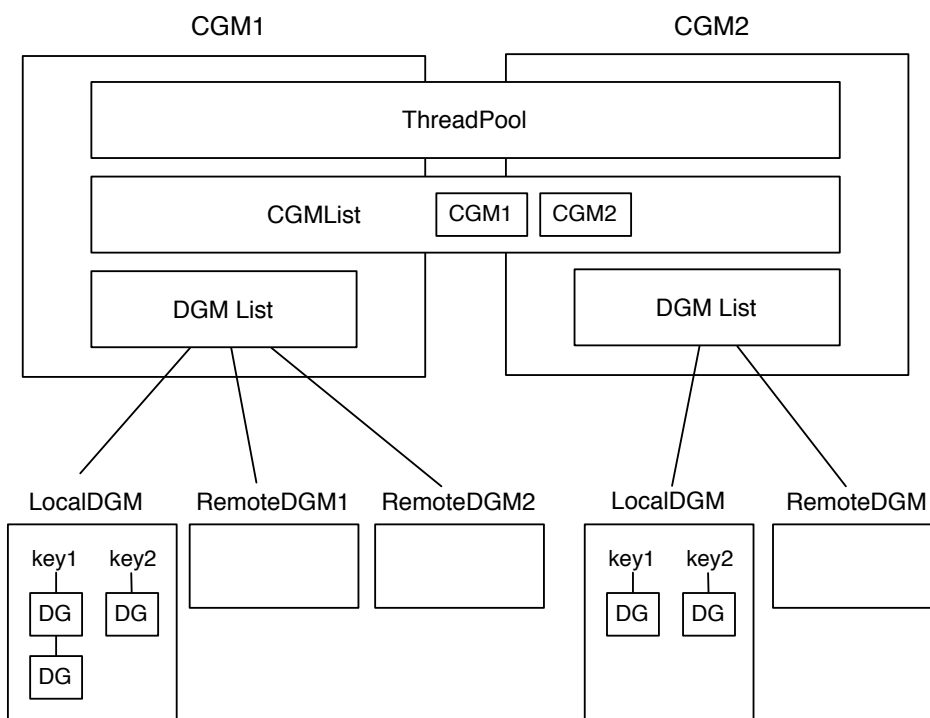 CGM1
CGM2
ThreadPool
CGMList
CGM1
CGM2
DGM List
DGM List
LocalDGM
RemoteDGM1
RemoteDGM2
LocalDGM
RemoteDGM
key1
key2
key1
key2
DG
DG
DG
DG
DG